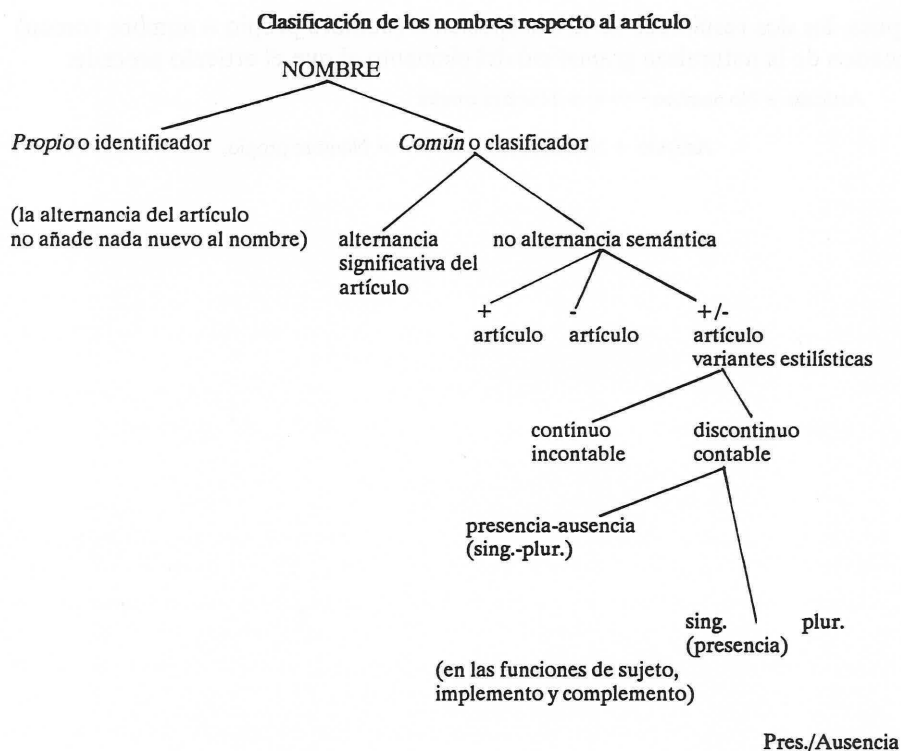 Clasificación de los nombres respecto al artículo
NOMBRE
Propio o identificador
Común o clasificador
(la alternancia del artículo
no añade nada nuevo al nombre)
alternancia
significativa del
artículo
no alternancia semántica
+
artículo
-
artículo
+/-
artículo
variantes estilísticas
continuo
incontable
discontinuo
contable
presencia-ausencia
(sing.-plur.)
sing.
(presencia)
plur.
(en las funciones de sujeto,
implemento y complemento)
Pres./Ausencia